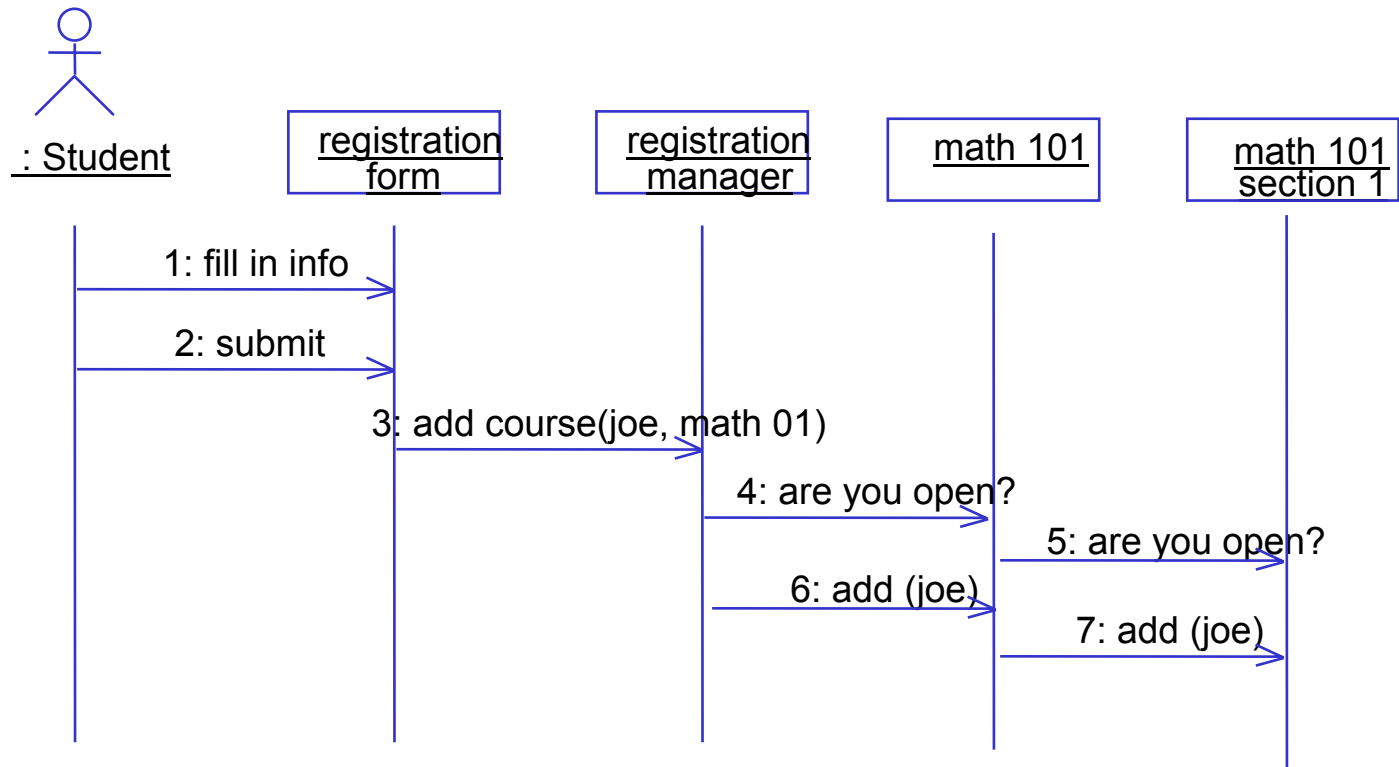 : Student
registration
form
registration
manager
math 101
math 101
section 1
1: fill in info
2: submit
3: add course(joe, math 01)
4: are you open?
5: are you open?
6: add (joe)
7: add (joe)